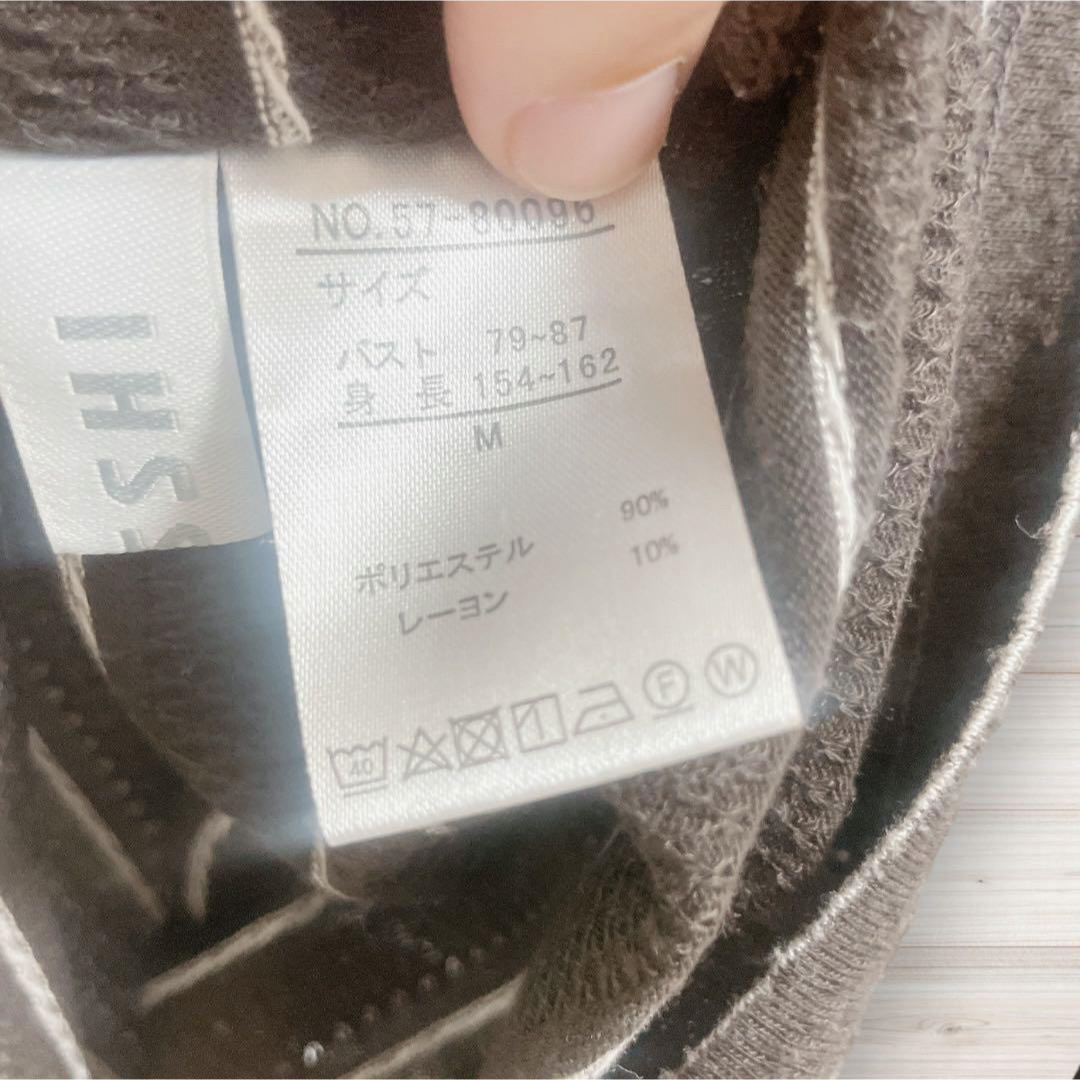 NO.57-80096
サイズ
バスト 79~87
身 長 154~162
M
90%
ポリエステル
10%
レーヨン
40
F
W
IHS